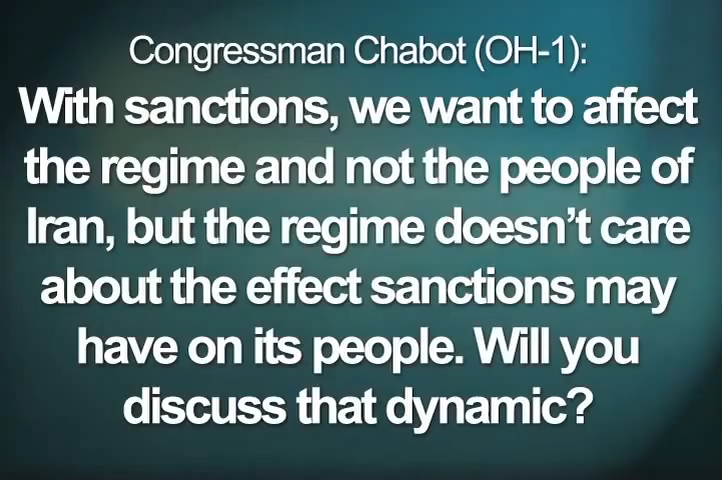 Congressman Chabot (OH-1):
With sanctions, we want to affect
the regime and not the people of
Iran, but the regime doesn’t care
about the effect sanctions may
have on its people. Will you
discuss that dynamic?